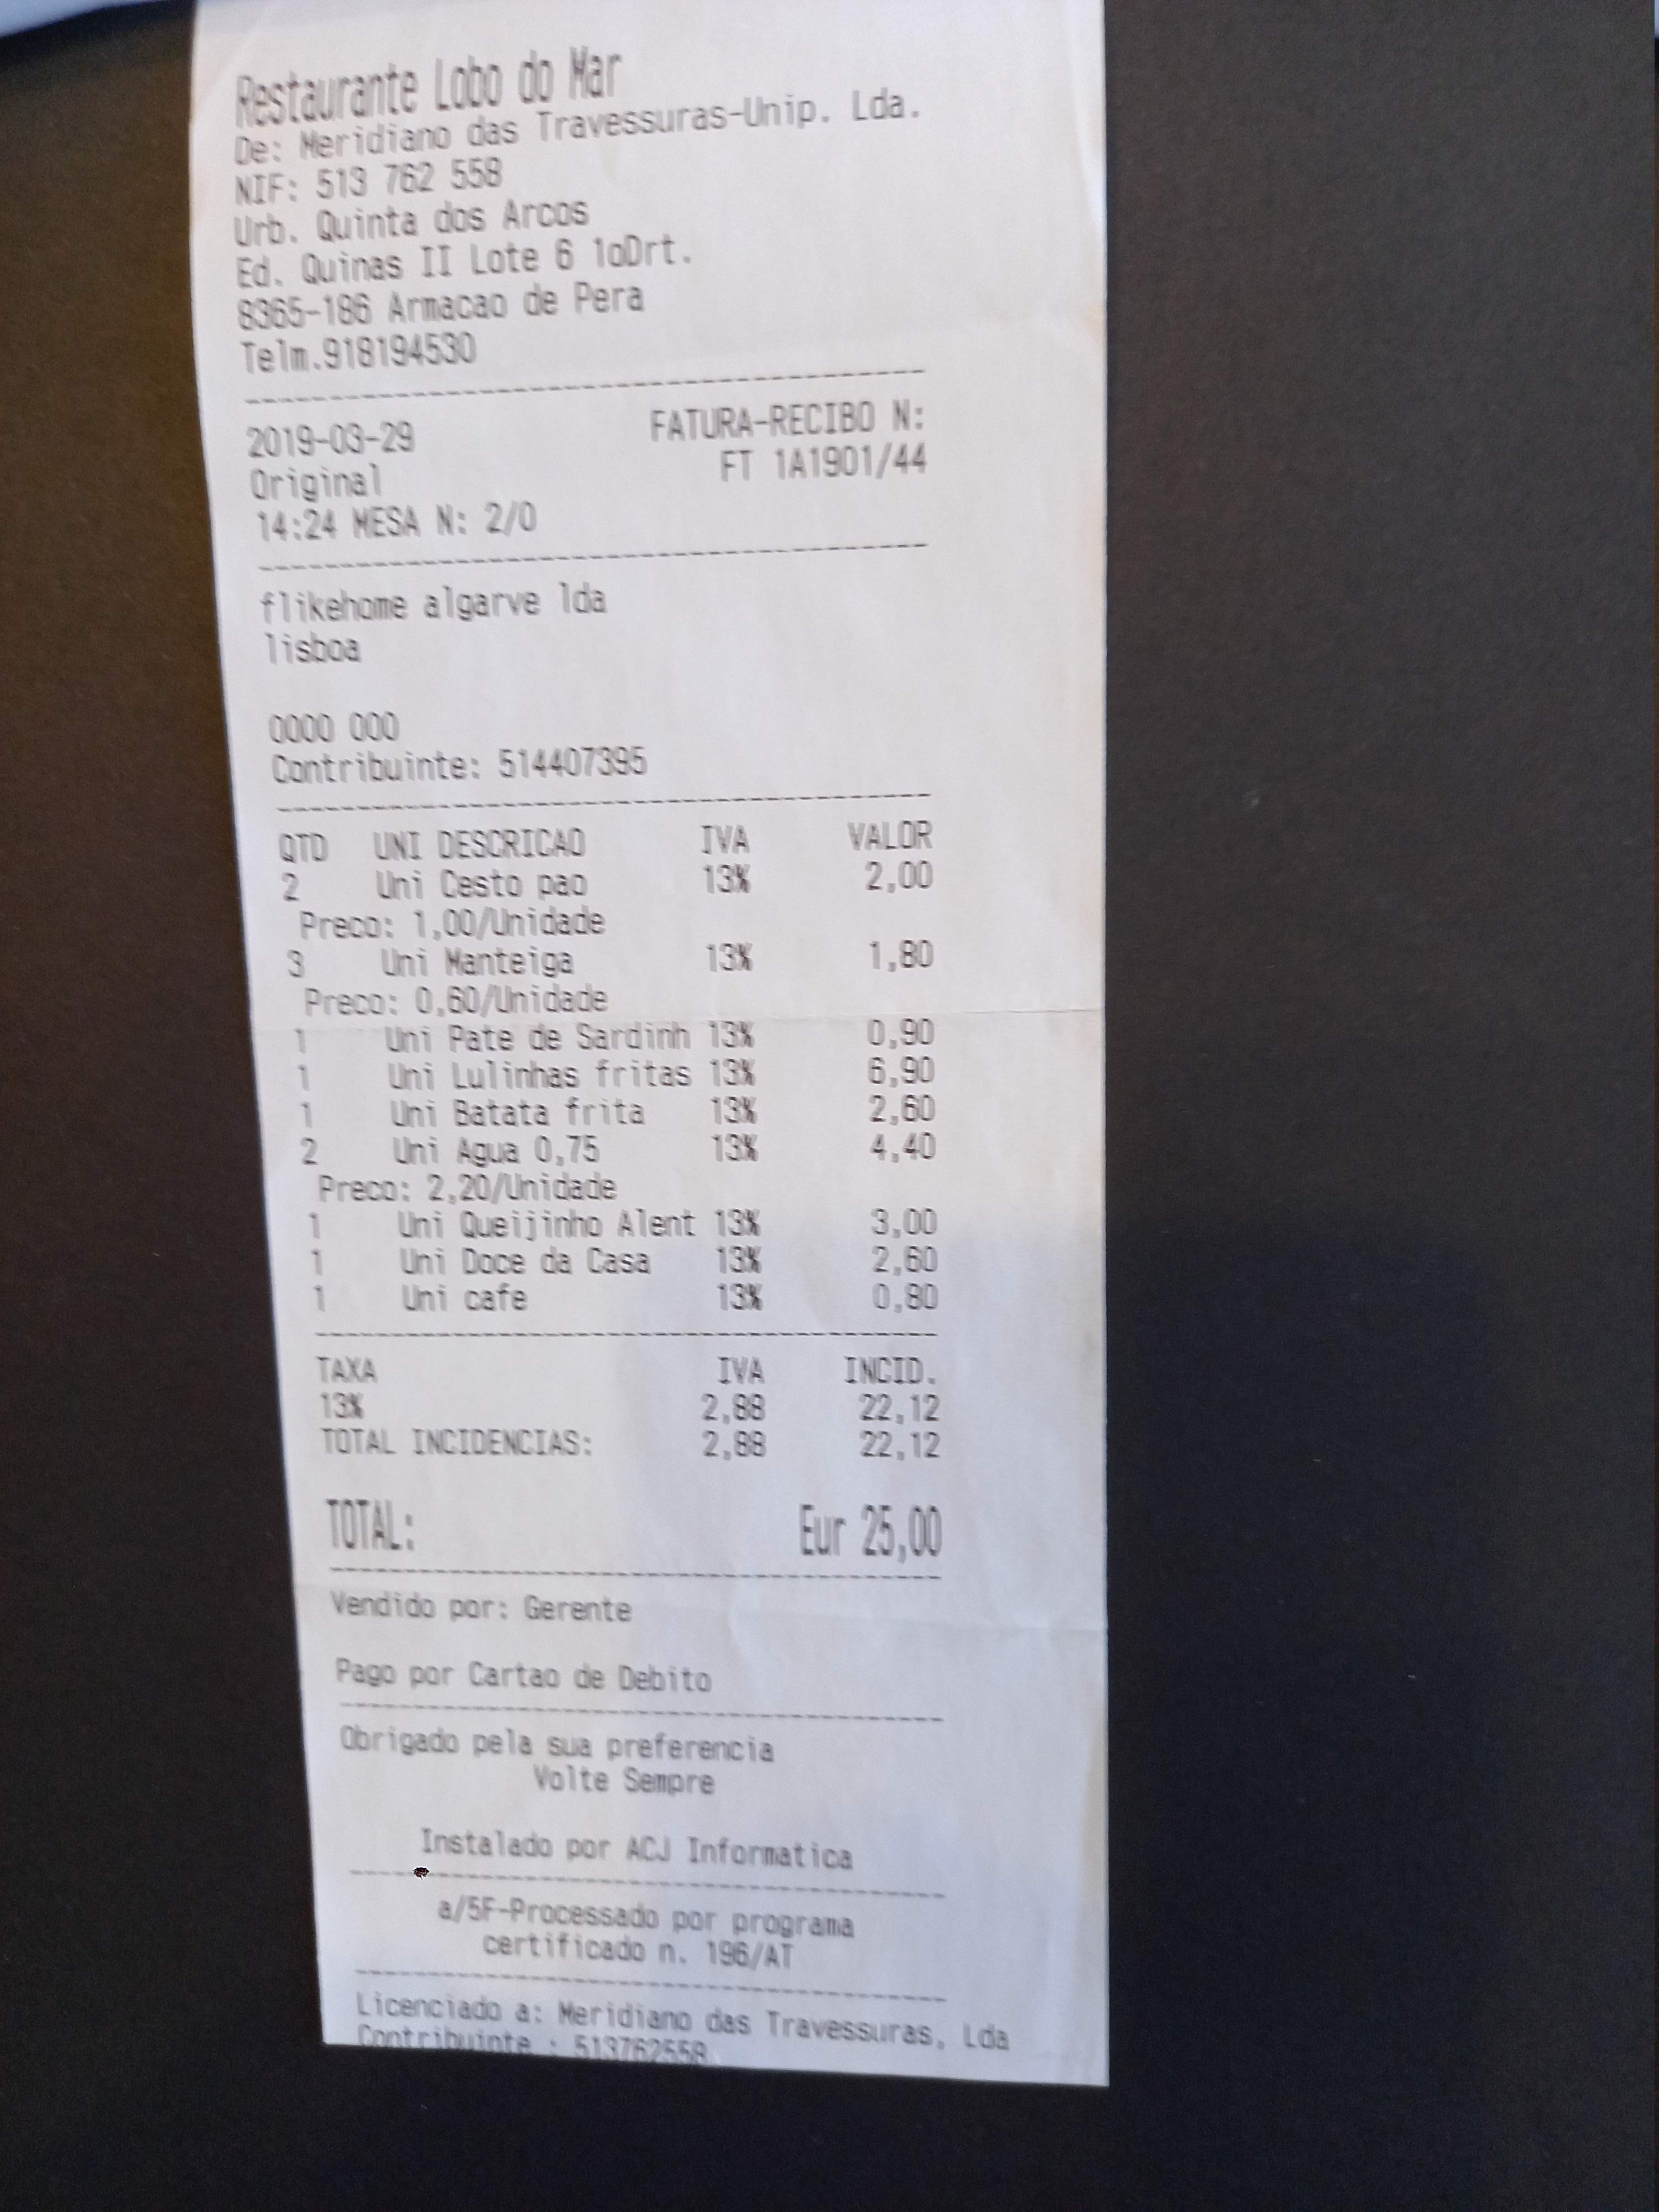 Restaurante Lobo do Mar
De: Meridiano das Travessuras-Unip. Lda.
NIF: 513 762 558
Urb. Quinta dos Arcos
Ed. Quinas II Lote 6 1oDrt.
8365-186 Armacao de Pera
Telm.918194530
2019-03-29 FATURA-RECIBO N:
Original FT 1A1901/44
14:24 MESA N: 2/0
flikehome algarve lda
lisboa
0000 000
Contribuinte: 514407395
QTD UNI DESCRICAO IVA VALOR
2 Uni Cesto pao 13% 2,00
Preco: 1,00/Unidade
3 Uni Manteiga 13% 1,80
Preco: 0,60/Unidade
1 Uni Pate de Sardinh 13% 0,90
1 Uni Lulinhas fritas 13% 6,90
1 Uni Batata frita 13% 2,60
2 Uni Agua 0,75 13% 4,40
Preco: 2,20/Unidade
1 Uni Queijinho Alent 13% 3,00
1 Uni Doce da Casa 13% 2,60
1 Uni cafe 13% 0,80
TAXA IVA INCID.
13% 2,88 22,12
TOTAL INCIDENCIAS: 2,88 22,12
TOTAL: Eur 25,00
Vendido por: Gerente
Pago por Cartao de Debito
Obrigado pela sua preferencia
Volte Sempre
Instalado por ACJ Informatica
a/5F-Processado por programa
certificado n. 196/AT
Licenciado a: Meridiano das Travessuras, Lda
Contribuinte : 513762558